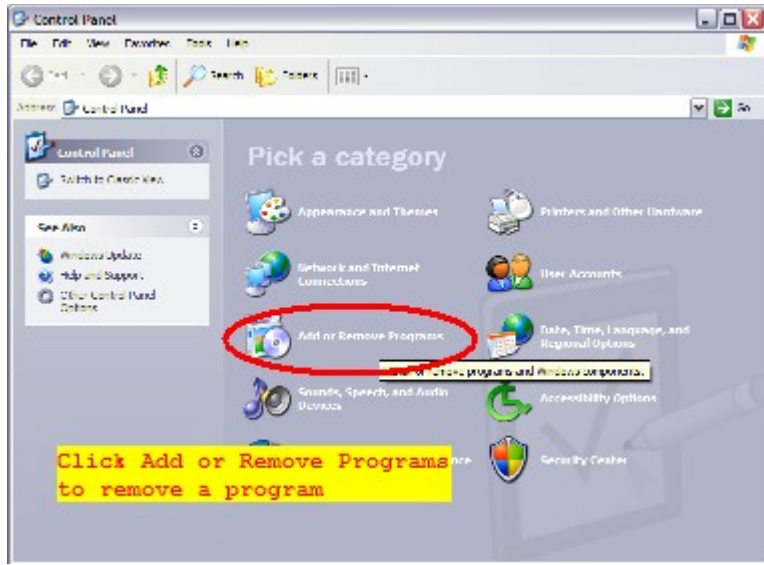 Control Panel
File Edit View Favorites Tools Help
Search Folders
Address Control Panel Go
Control Panel
Switch to Classic View
See Also
Windows Update
Help and Support
Other Control Panel
Options
Pick a category
Appearance and Themes
Printers and Other Hardware
Network and Internet
Connections
User Accounts
Add or Remove Programs
Date, Time, Language, and
Regional Options
remove programs and Windows components.
Sounds, Speech, and Audio
Devices
Accessibility Options
Security Center
Click Add or Remove Programs
to remove a program